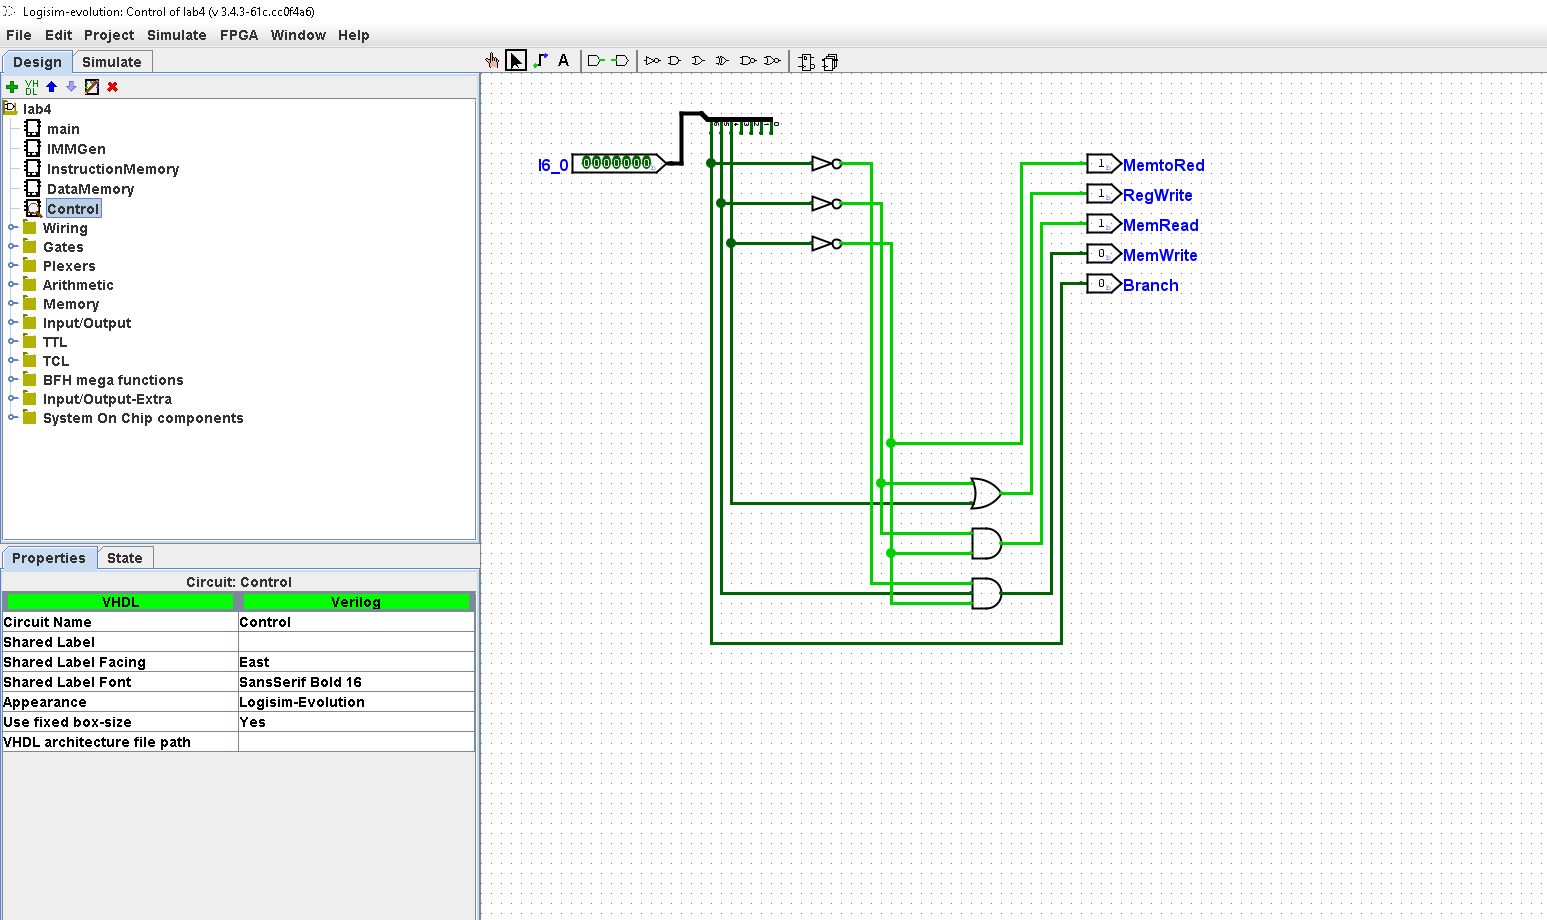 Logisim-evolution: Control of lab4 (v 3.4.3-61c.cc0f4a6)
File Edit Project Simulate FPGA Window Help
Design Simulate
A
VH
DL
lab4
main
IMMGen
InstructionMemory
DataMemory
Control
Wiring
Gates
Plexers
Arithmetic
Memory
Input/Output
TTL
TCL
BFH mega functions
Input/Output-Extra
System On Chip components
Properties State
Circuit: Control
VHDL Verilog
Circuit Name Control
Shared Label
Shared Label Facing East
Shared Label Font SansSerif Bold 16
Appearance Logisim-Evolution
Use fixed box-size Yes
VHDL architecture file path
I6_0 0000000
1 MemtoRed
1 RegWrite
1 MemRead
0 MemWrite
0 Branch